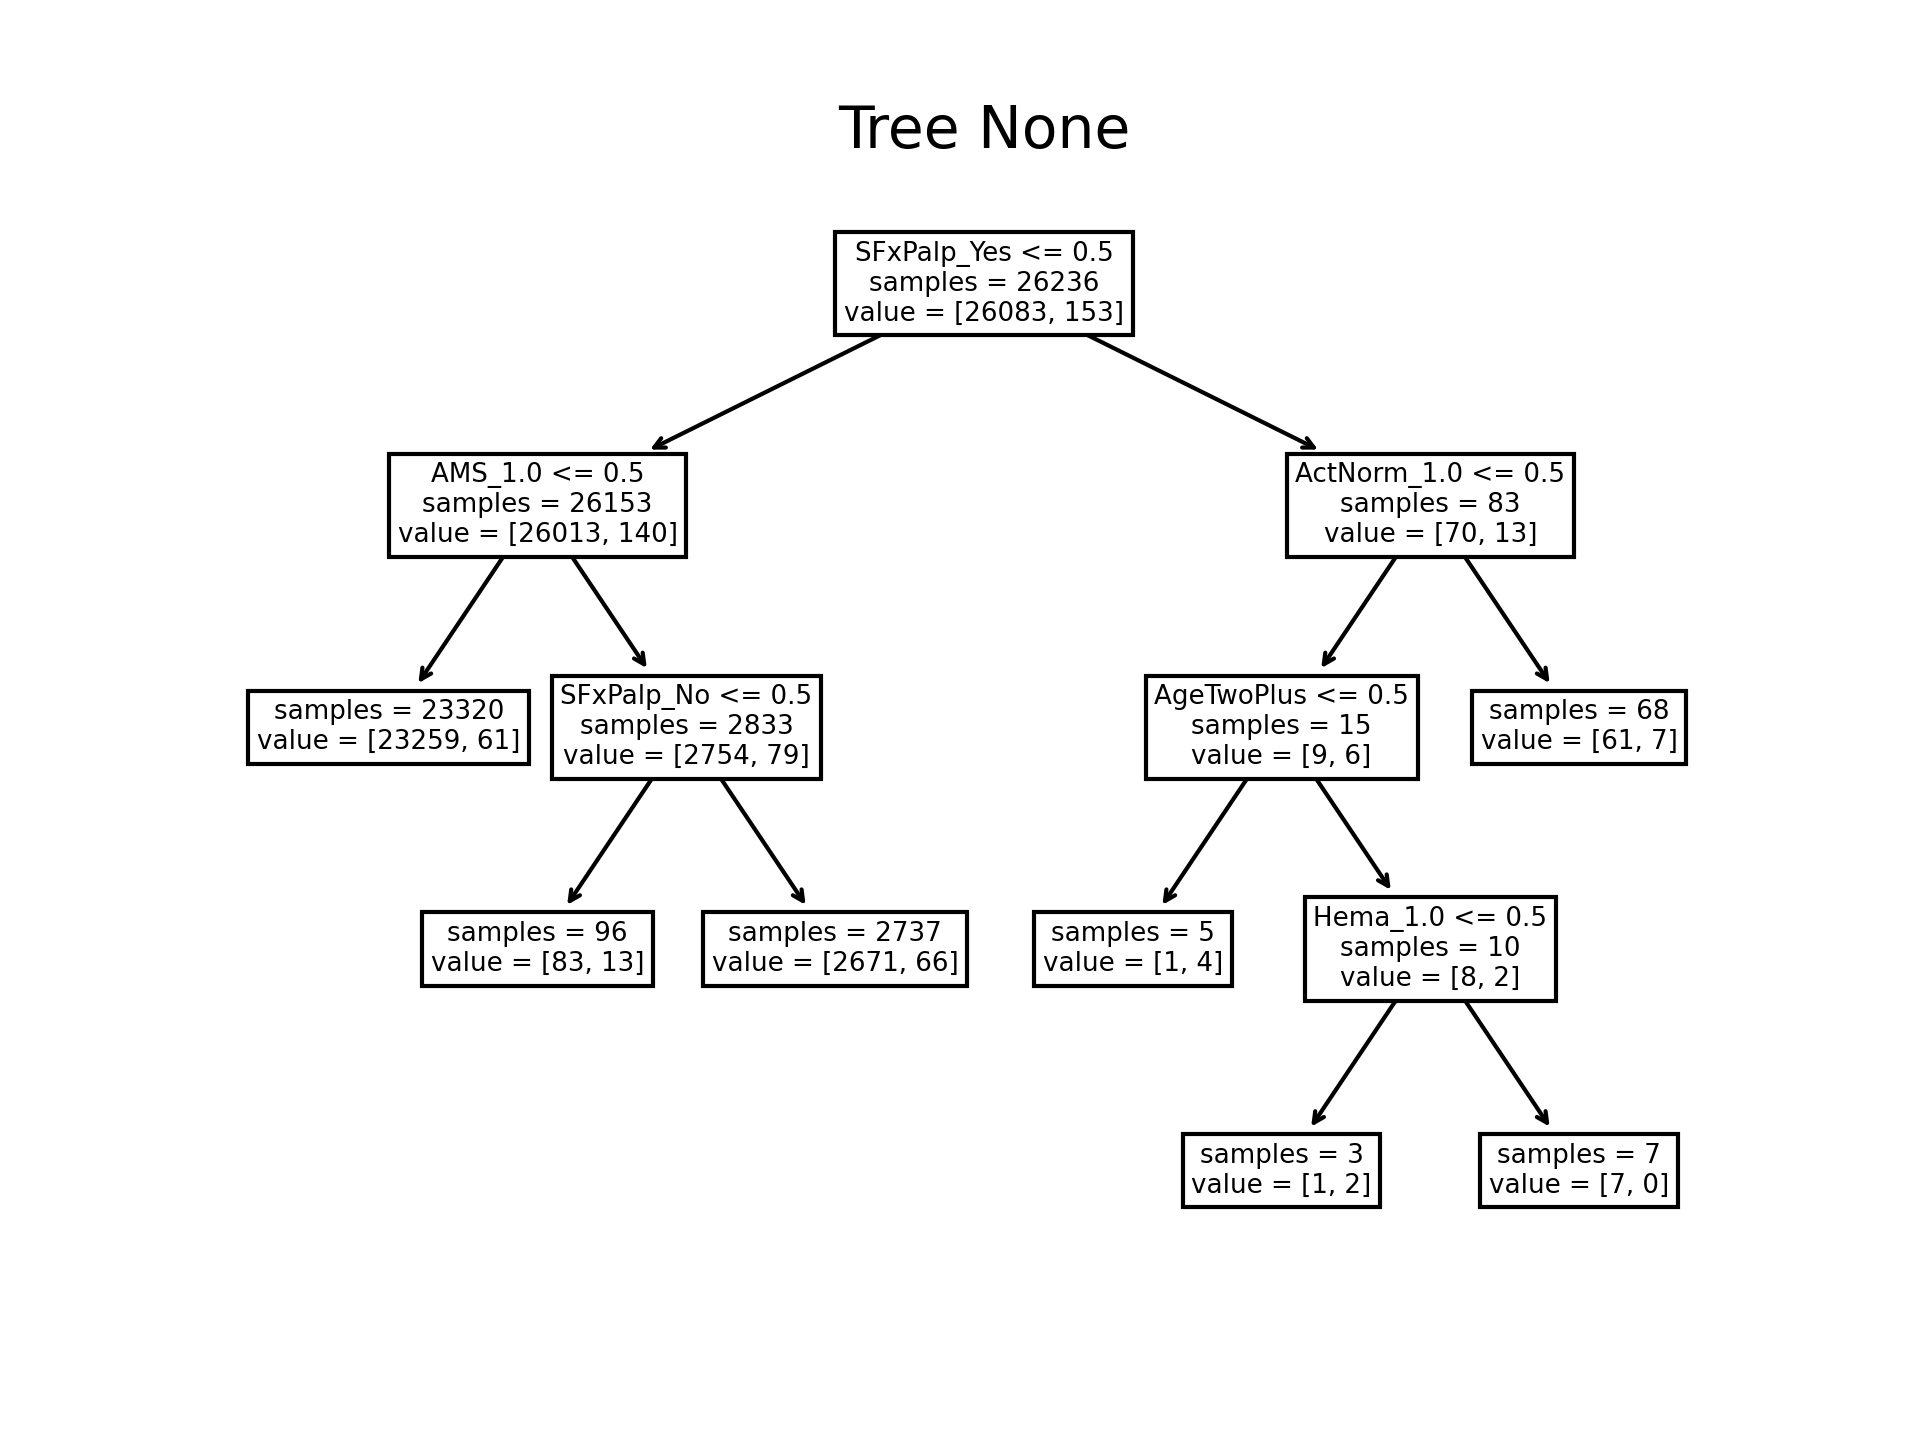 Tree None
SFxPalp_Yes <= 0.5
samples = 26236
value = [26083, 153]
AMS_1.0 <= 0.5
samples = 26153
value = [26013, 140]
ActNorm_1.0 <= 0.5
samples = 83
value = [70, 13]
samples = 23320
value = [23259, 61]
SFxPalp_No <= 0.5
samples = 2833
value = [2754, 79]
AgeTwoPlus <= 0.5
samples = 15
value = [9, 6]
samples = 68
value = [61, 7]
samples = 96
value = [83, 13]
samples = 2737
value = [2671, 66]
samples = 5
value = [1, 4]
Hema_1.0 <= 0.5
samples = 10
value = [8, 2]
samples = 3
value = [1, 2]
samples = 7
value = [7, 0]